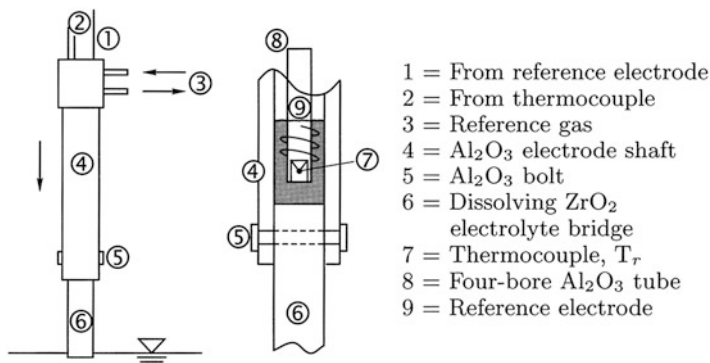 ② ①
③
④
⑤
⑥
⑧
⑨
⑦
④
⑤
⑥
1 = From reference electrode
2 = From thermocouple
3 = Reference gas
4 = Al₂O₃ electrode shaft
5 = Al₂O₃ bolt
6 = Dissolving ZrO₂
electrolyte bridge
7 = Thermocouple, Tᵣ
8 = Four-bore Al₂O₃ tube
9 = Reference electrode